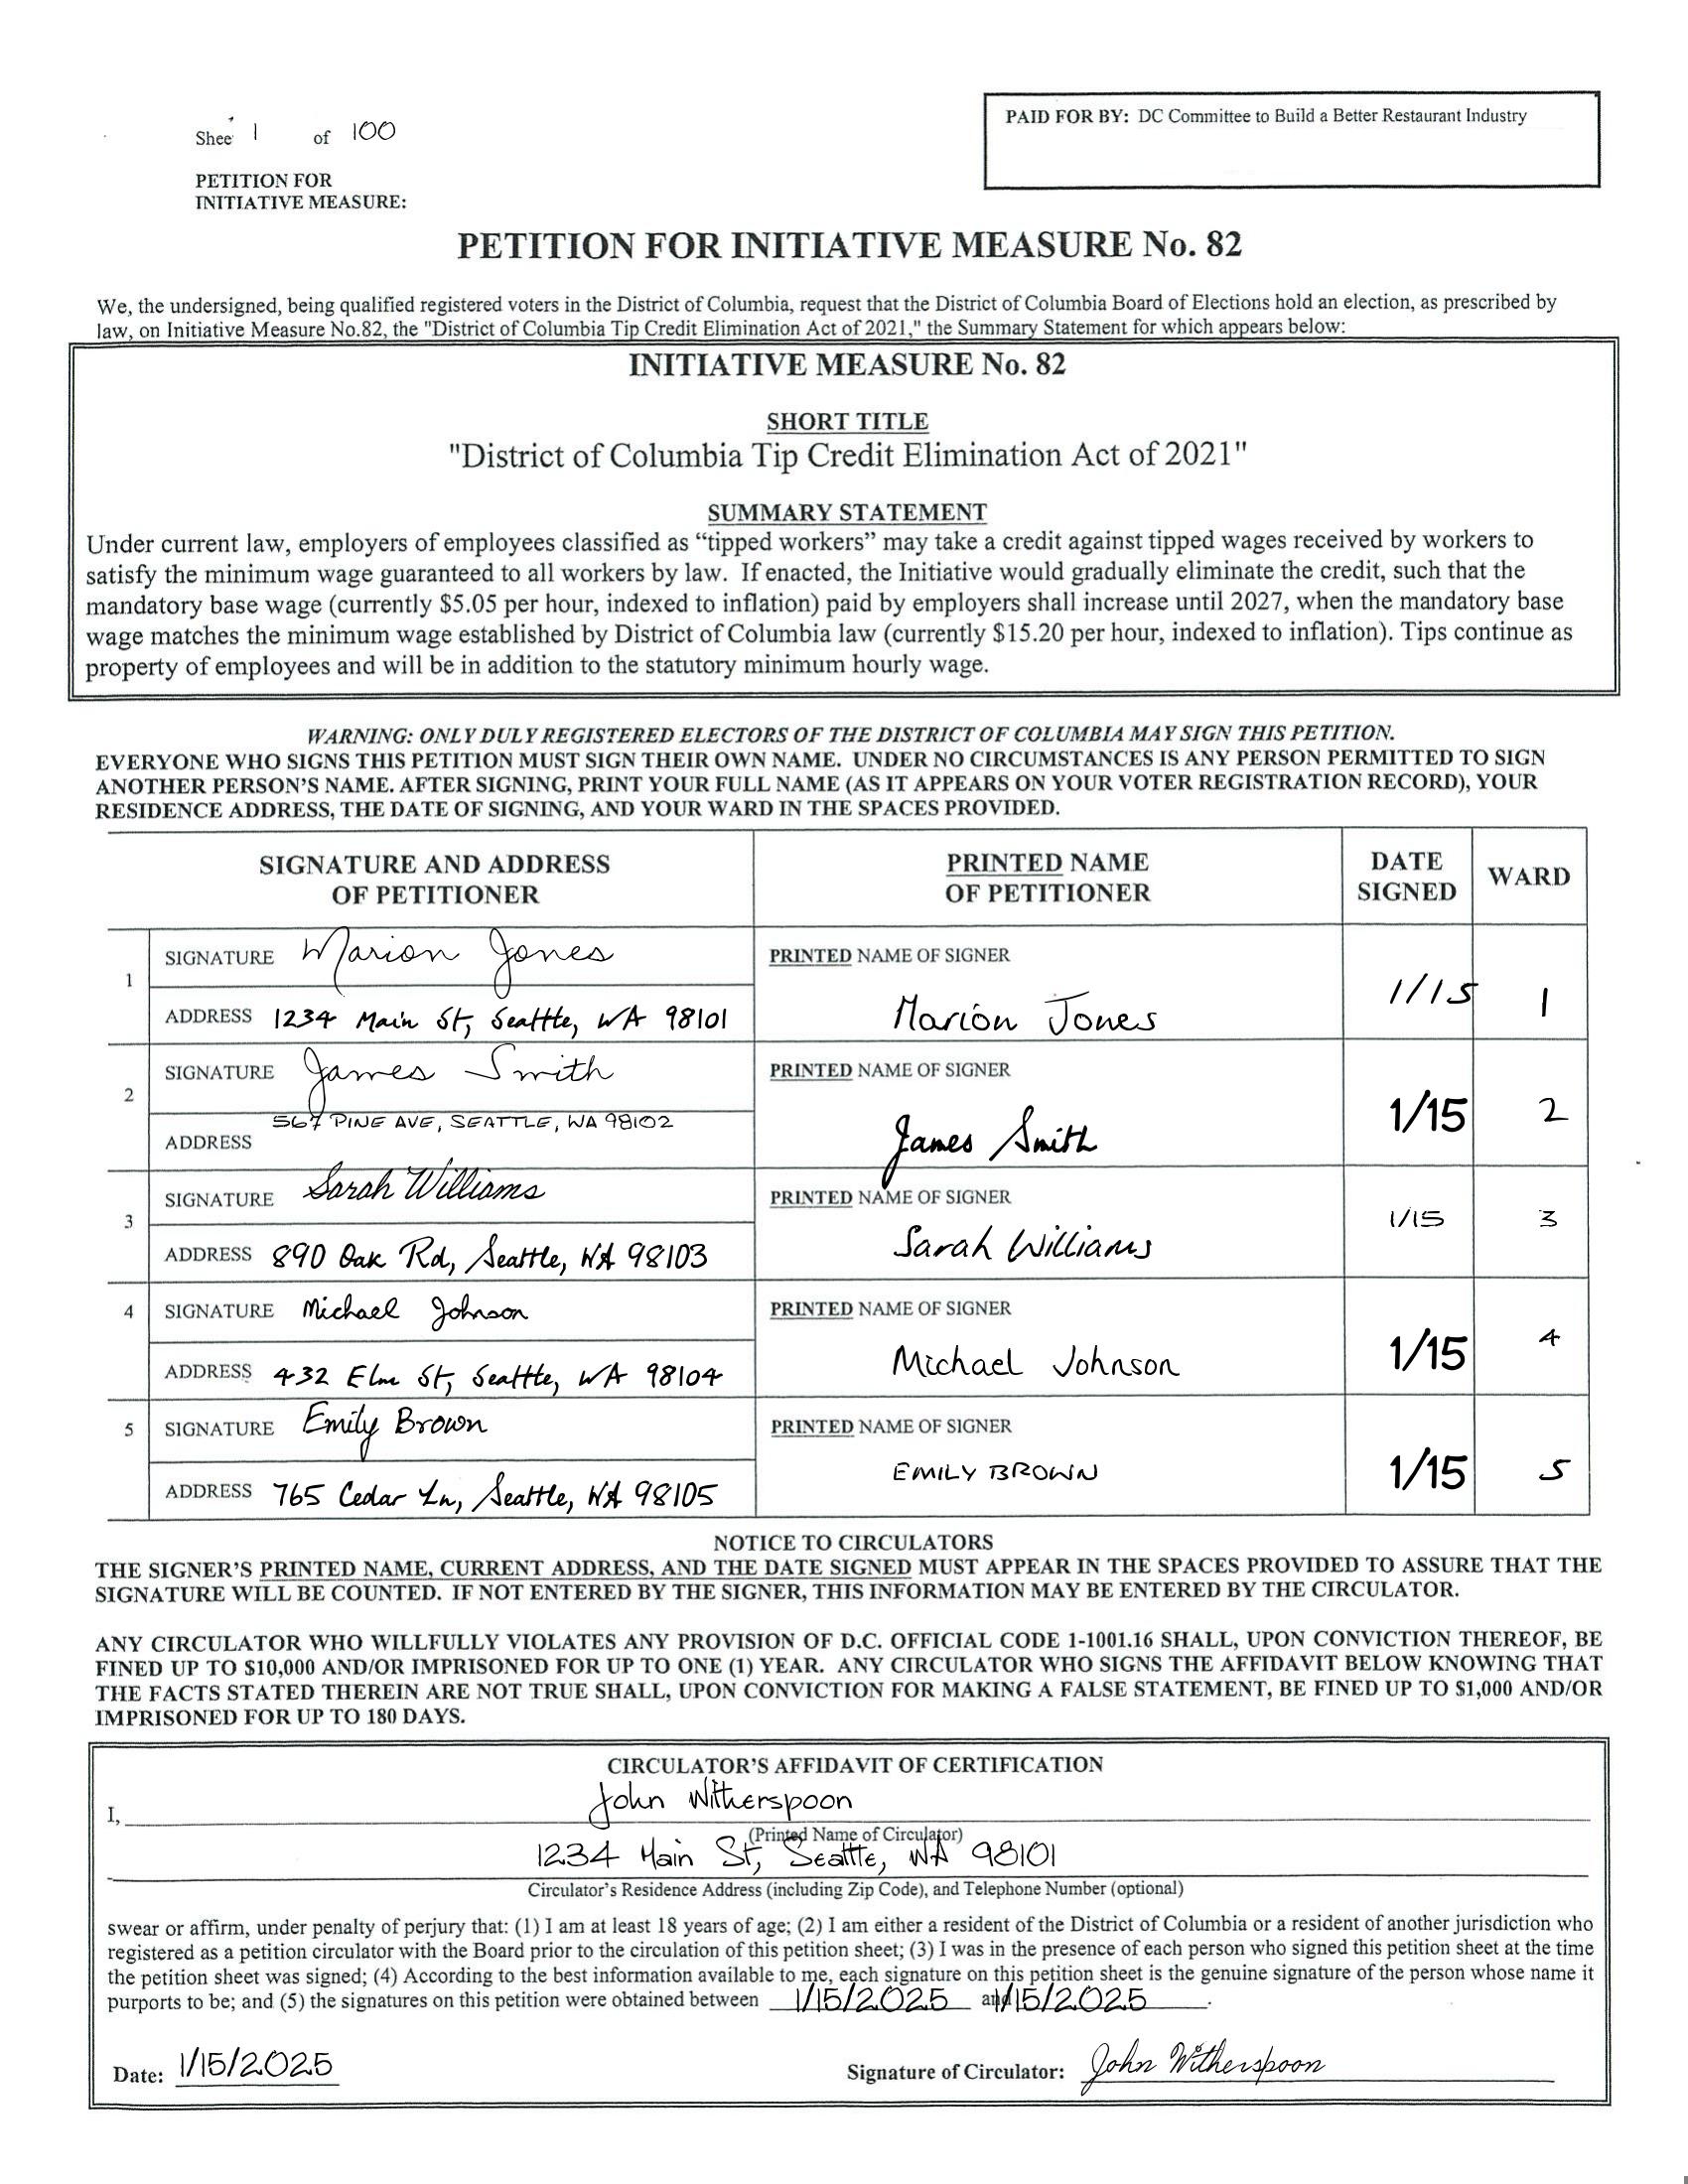 Shee 1 of 100
PAID FOR BY: DC Committee to Build a Better Restaurant Industry
PETITION FOR
INITIATIVE MEASURE:
PETITION FOR INITIATIVE MEASURE No. 82
We, the undersigned, being qualified registered voters in the District of Columbia, request that the District of Columbia Board of Elections hold an election, as prescribed by
law, on Initiative Measure No.82, the "District of Columbia Tip Credit Elimination Act of 2021," the Summary Statement for which appears below:
INITIATIVE MEASURE No. 82
SHORT TITLE
"District of Columbia Tip Credit Elimination Act of 2021"
SUMMARY STATEMENT
Under current law, employers of employees classified as “tipped workers” may take a credit against tipped wages received by workers to
satisfy the minimum wage guaranteed to all workers by law. If enacted, the Initiative would gradually eliminate the credit, such that the
mandatory base wage (currently $5.05 per hour, indexed to inflation) paid by employers shall increase until 2027, when the mandatory base
wage matches the minimum wage established by District of Columbia law (currently $15.20 per hour, indexed to inflation). Tips continue as
property of employees and will be in addition to the statutory minimum hourly wage.
WARNING: ONLY DULY REGISTERED ELECTORS OF THE DISTRICT OF COLUMBIA MAY SIGN THIS PETITION.
EVERYONE WHO SIGNS THIS PETITION MUST SIGN THEIR OWN NAME. UNDER NO CIRCUMSTANCES IS ANY PERSON PERMITTED TO SIGN
ANOTHER PERSON'S NAME. AFTER SIGNING, PRINT YOUR FULL NAME (AS IT APPEARS ON YOUR VOTER REGISTRATION RECORD), YOUR
RESIDENCE ADDRESS, THE DATE OF SIGNING, AND YOUR WARD IN THE SPACES PROVIDED.
SIGNATURE AND ADDRESS
OF PETITIONER
PRINTED NAME
OF PETITIONER
DATE
SIGNED
WARD
1
SIGNATURE Marion Jones
ADDRESS 1234 Main St, Seattle, WA 98101
PRINTED NAME OF SIGNER
Marion Jones
1/15
1
2
SIGNATURE James Smith
567 PINE AVE, SEATTLE, WA 98102
ADDRESS
PRINTED NAME OF SIGNER
James Smith
1/15
2
3
SIGNATURE Sarah Williams
ADDRESS 890 Oak Rd, Seattle, WA 98103
PRINTED NAME OF SIGNER
Sarah Williams
1/15
3
4
SIGNATURE Michael Johnson
ADDRESS 432 Elm St, Seattle, WA 98104
PRINTED NAME OF SIGNER
Michael Johnson
1/15
4
5
SIGNATURE Emily Brown
ADDRESS 765 Cedar Ln, Seattle, WA 98105
PRINTED NAME OF SIGNER
EMILY BROWN
1/15
5
NOTICE TO CIRCULATORS
THE SIGNER'S PRINTED NAME, CURRENT ADDRESS, AND THE DATE SIGNED MUST APPEAR IN THE SPACES PROVIDED TO ASSURE THAT THE
SIGNATURE WILL BE COUNTED. IF NOT ENTERED BY THE SIGNER, THIS INFORMATION MAY BE ENTERED BY THE CIRCULATOR.
ANY CIRCULATOR WHO WILLFULLY VIOLATES ANY PROVISION OF D.C. OFFICIAL CODE 1-1001.16 SHALL, UPON CONVICTION THEREOF, BE
FINED UP TO $10,000 AND/OR IMPRISONED FOR UP TO ONE (1) YEAR. ANY CIRCULATOR WHO SIGNS THE AFFIDAVIT BELOW KNOWING THAT
THE FACTS STATED THEREIN ARE NOT TRUE SHALL, UPON CONVICTION FOR MAKING A FALSE STATEMENT, BE FINED UP TO $1,000 AND/OR
IMPRISONED FOR UP TO 180 DAYS.
CIRCULATOR'S AFFIDAVIT OF CERTIFICATION
I, John Witherspoon
(Printed Name of Circulator)
1234 Main St, Seattle, WA 98101
Circulator's Residence Address (including Zip Code), and Telephone Number (optional)
swear or affirm, under penalty of perjury that: (1) I am at least 18 years of age; (2) I am either a resident of the District of Columbia or a resident of another jurisdiction who
registered as a petition circulator with the Board prior to the circulation of this petition sheet; (3) I was in the presence of each person who signed this petition sheet at the time
the petition sheet was signed; (4) According to the best information available to me, each signature on this petition sheet is the genuine signature of the person whose name it
purports to be; and (5) the signatures on this petition were obtained between 1/15/2025 and 1/15/2025.
Date: 1/15/2025
Signature of Circulator: John Witherspoon